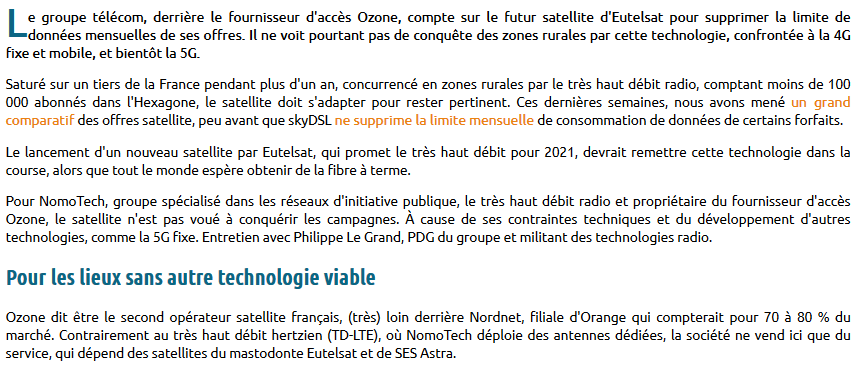 Le groupe télécom, derrière le fournisseur d'accès Ozone, compte sur le futur satellite d'Eutelsat pour supprimer la limite de
données mensuelles de ses offres. Il ne voit pourtant pas de conquête des zones rurales par cette technologie, confrontée à la 4G
fixe et mobile, et bientôt la 5G.
Saturé sur un tiers de la France pendant plus d'un an, concurrencé en zones rurales par le très haut débit radio, comptant moins de 100
000 abonnés dans l'Hexagone, le satellite doit s'adapter pour rester pertinent. Ces dernières semaines, nous avons mené un grand
comparatif des offres satellite, peu avant que skyDSL ne supprime la limite mensuelle de consommation de données de certains forfaits.
Le lancement d'un nouveau satellite par Eutelsat, qui promet le très haut débit pour 2021, devrait remettre cette technologie dans la
course, alors que tout le monde espère obtenir de la fibre à terme.
Pour NomoTech, groupe spécialisé dans les réseaux d'initiative publique, le très haut débit radio et propriétaire du fournisseur d'accès
Ozone, le satellite n'est pas voué à conquérir les campagnes. À cause de ses contraintes techniques et du développement d'autres
technologies, comme la 5G fixe. Entretien avec Philippe Le Grand, PDG du groupe et militant des technologies radio.
Pour les lieux sans autre technologie viable
Ozone dit être le second opérateur satellite français, (très) loin derrière Nordnet, filiale d'Orange qui compterait pour 70 à 80 % du
marché. Contrairement au très haut débit hertzien (TD-LTE), où NomoTech déploie des antennes dédiées, la société ne vend ici que du
service, qui dépend des satellites du mastodonte Eutelsat et de SES Astra.